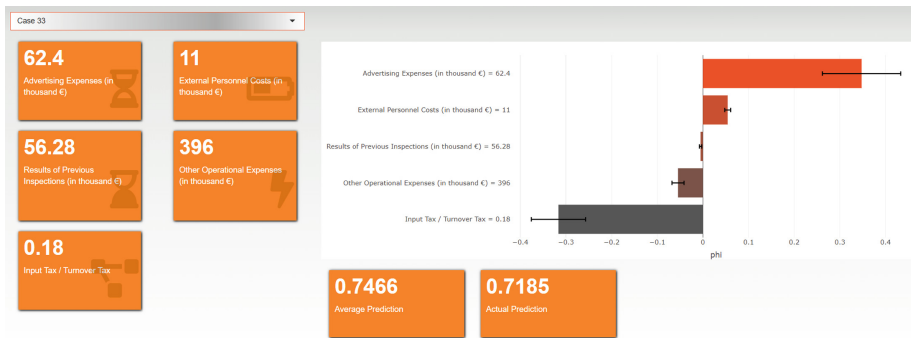 Case 33
62.4
Advertising Expenses (in
thousand €)
11
External Personnel Costs (in
thousand €)
56.28
Results of Previous
Inspections (in thousand €)
396
Other Operational Expenses
(in thousand €)
0.18
Input Tax / Turnover Tax
Advertising Expenses (in thousand €) = 62.4
External Personnel Costs (in thousand €) = 11
Results of Previous Inspections (in thousand €) = 56.28
Other Operational Expenses (in thousand €) = 396
Input Tax / Turnover Tax = 0.18
−0.4 −0.3 −0.2 −0.1 0 0.1 0.2 0.3 0.4
phi
0.7466
Average Prediction
0.7185
Actual Prediction